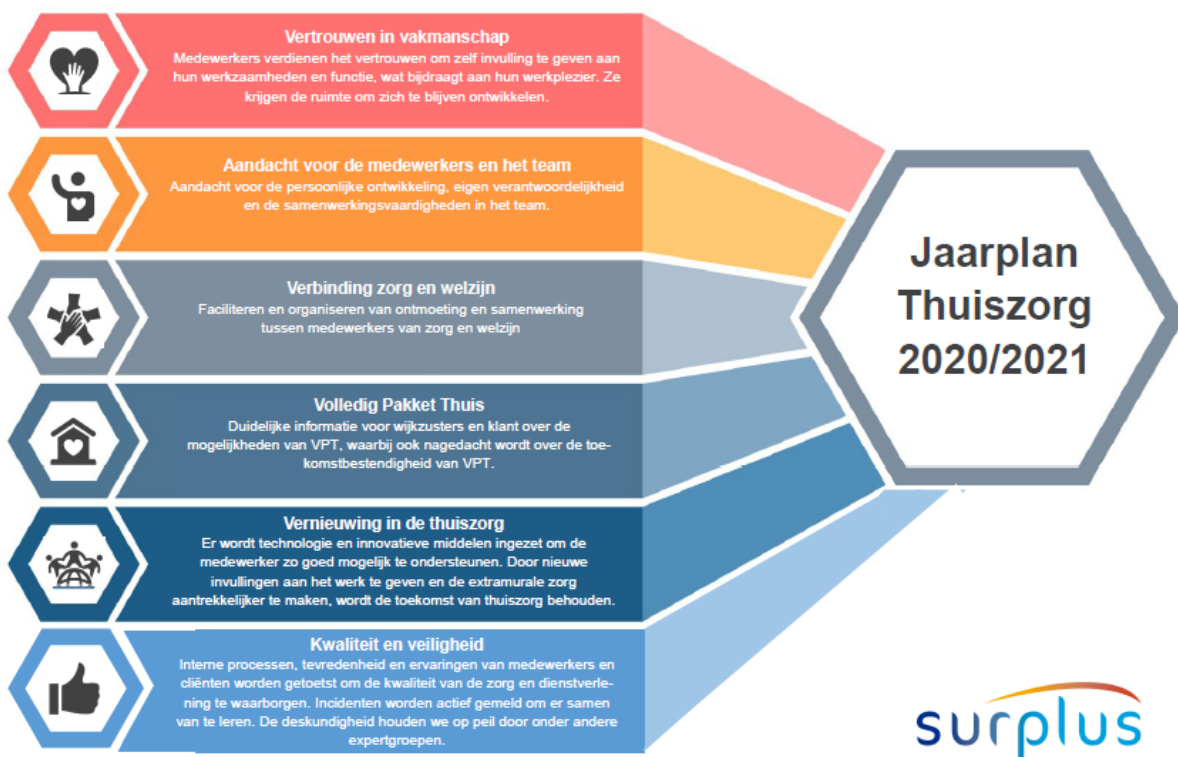 Vertrouwen in vakmanschap
Medewerkers verdienen het vertrouwen om zelf invulling te geven aan
hun werkzaamheden en functie, wat bijdraagt aan hun werkplezier. Ze
krijgen de ruimte om zich te blijven ontwikkelen.
Aandacht voor de medewerkers en het team
Aandacht voor de persoonlijke ontwikkeling, eigen verantwoordelijkheid
en de samenwerkingsvaardigheden in het team.
Verbinding zorg en welzijn
Faciliteren en organiseren van ontmoeting en samenwerking
tussen medewerkers van zorg en welzijn
Volledig Pakket Thuis
Duidelijke informatie voor wijkzusters en klant over de
mogelijkheden van VPT, waarbij ook nagedacht wordt over de toe-
komstbestendigheid van VPT.
Vernieuwing in de thuiszorg
Er wordt technologie en innovatieve middelen ingezet om de
medewerker zo goed mogelijk te ondersteunen. Door nieuwe
invullingen aan het werk te geven en de extramurale zorg
aantrekkelijker te maken, wordt de toekomst van thuiszorg behouden.
Kwaliteit en veiligheid
Interne processen, tevredenheid en ervaringen van medewerkers en
cliënten worden getoetst om de kwaliteit van de zorg en dienstverle-
ning te waarborgen. Incidenten worden actief gemeld om er samen
van te leren. De deskundigheid houden we op peil door onder andere
expertgroepen.
Jaarplan
Thuiszorg
2020/2021
surplus